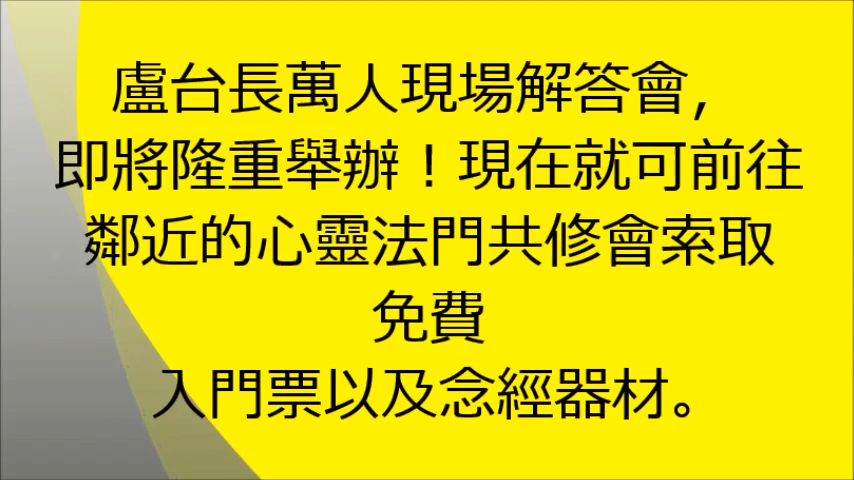 盧台長萬人現場解答會，
即將隆重舉辦！現在就可前往
鄰近的心靈法門共修會索取
免費
入門票以及念經器材。